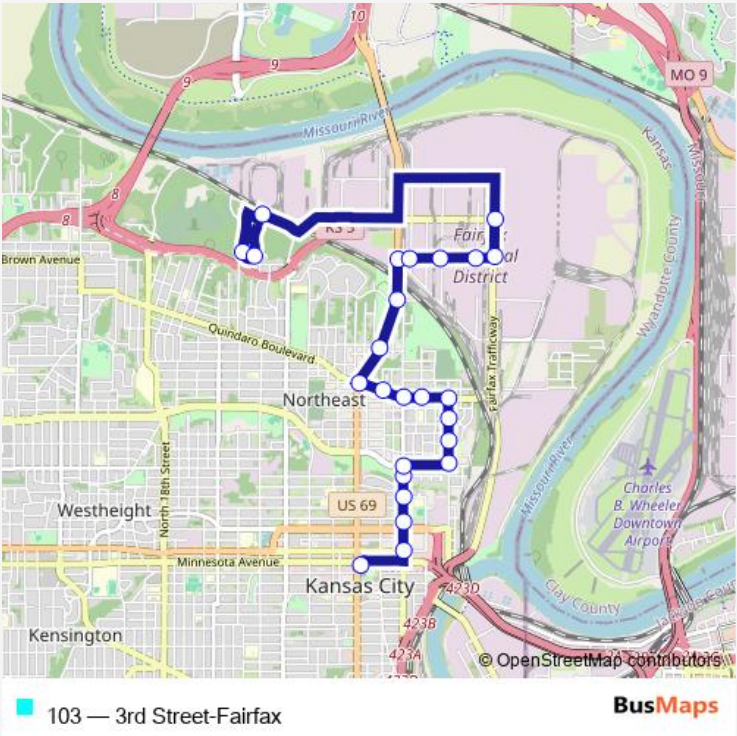 10
9
9
MO 9
Missouri River
Kansas
Missouri
8
8
KS 5
Brown Avenue
District
Wyandotte County
Quindaro Boulevard
Fairfax Trafficway
Northeast
North 18th Street
Missouri River
Charles
B. Wheeler
Downtown
Airport
US 69
Westheight
Minnesota Avenue
Kansas City
423D
Clay County
423B
Kensington
423A
© OpenStreetMap contributors.
103 — 3rd Street-Fairfax
BusMaps